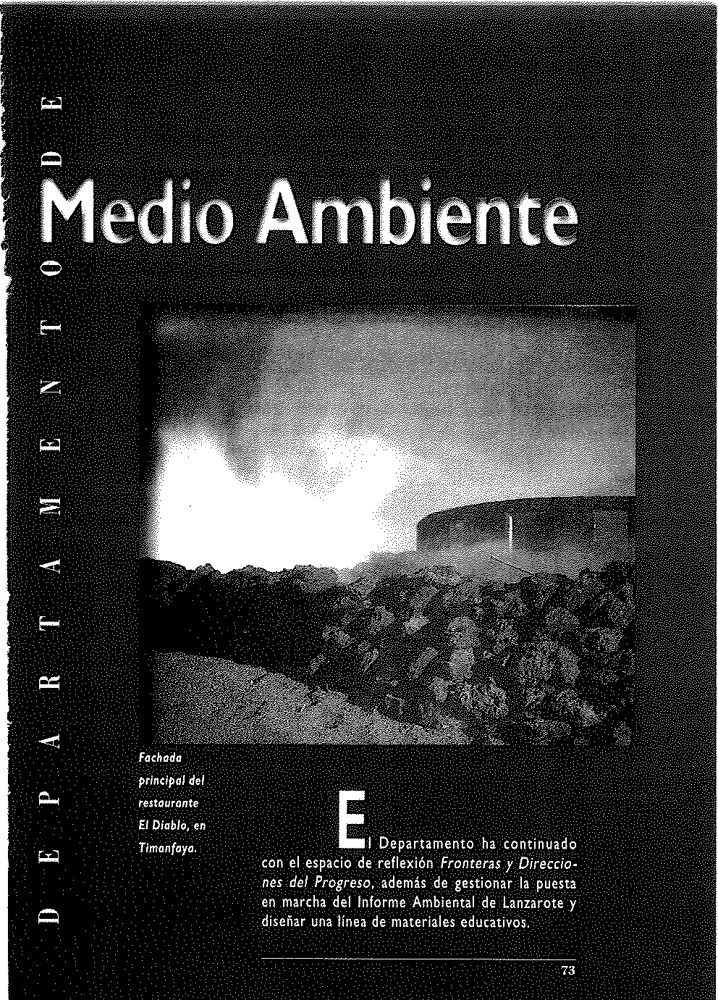 DEPARTAMENTO DE
Medio Ambiente
Fachada
principal del
restaurante
El Diablo, en
Timanfaya.
El Departamento ha continuado
con el espacio de reflexión Fronteras y Direccio-
nes del Progreso, además de gestionar la puesta
en marcha del Informe Ambiental de Lanzarote y
diseñar una línea de materiales educativos.
73